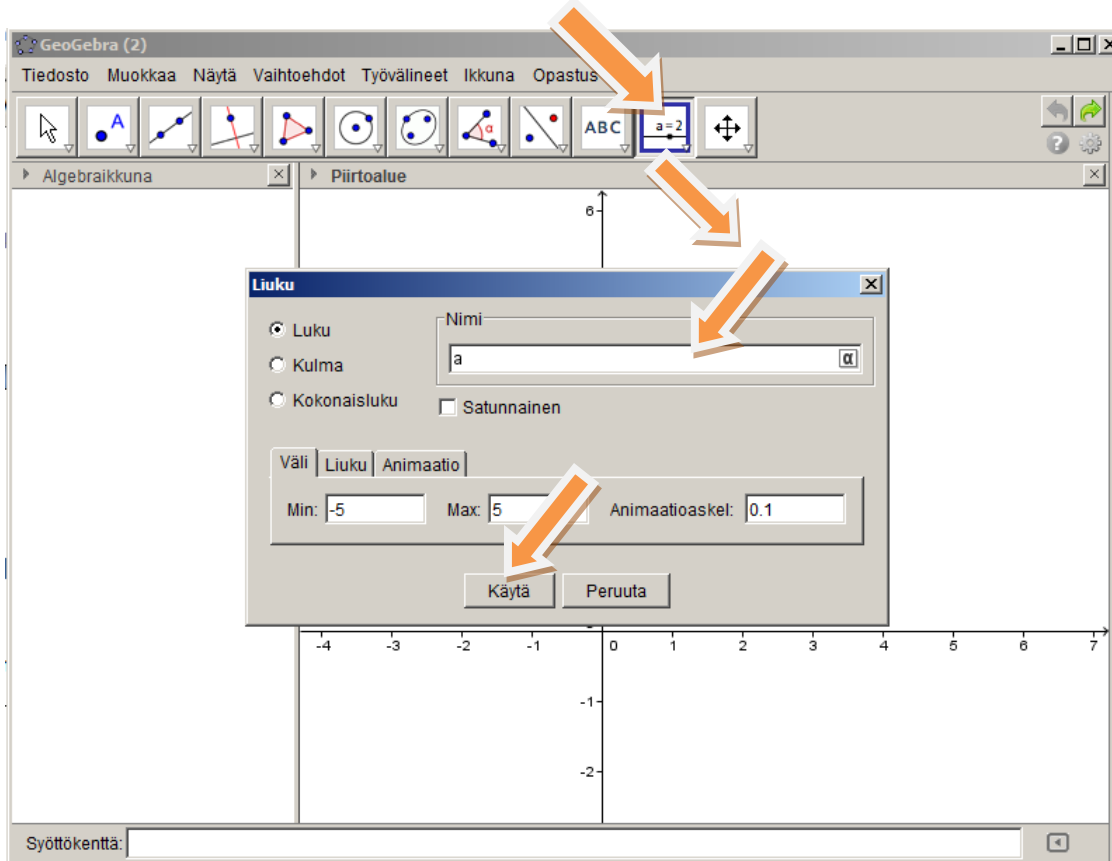 GeoGebra (2)
Tiedosto Muokkaa Näytä Vaihtoehdot Työvälineet Ikkuna Opastus
A α ABC a = 2
Algebraikkuna
Piirtoalue
6
Liuku
Luku
Kulma
Kokonaisluku
Nimi
a α
Satunnainen
Väli Liuku Animaatio
Min: -5 Max: 5 Animaatioaskel: 0.1
Käytä Peruuta
-4 -3 -2 -1 0 1 2 3 4 5 6 7
-1
-2
Syöttökenttä: